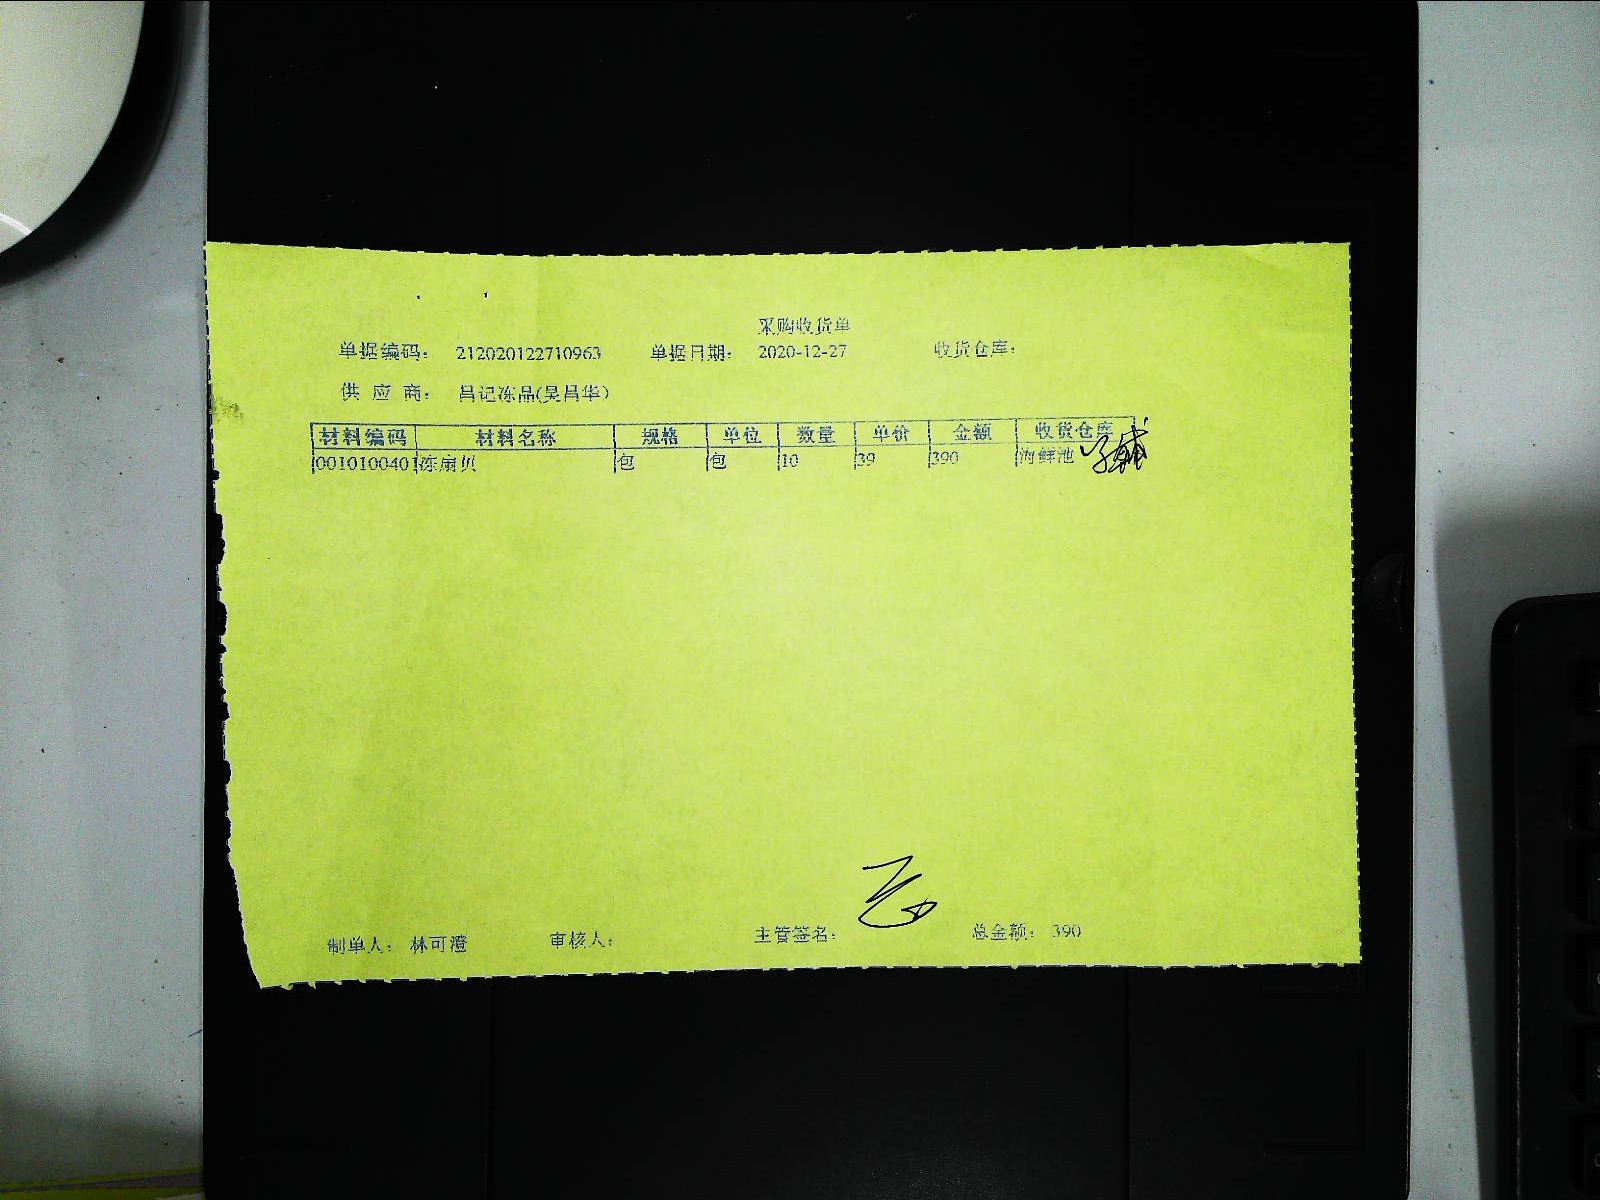 采购收货单
单据编码: 212020122710963 单据日期: 2020-12-27 收货仓库:
供 应 商: 昌记冻品(吴昌华)
材料编码 材料名称 规格 单位 数量 单价 金额 收货仓库
001010040 冻扇贝 包 包 10 39 390 海鲜池
制单人: 林可澄 审核人: 主管签名: 总金额: 390